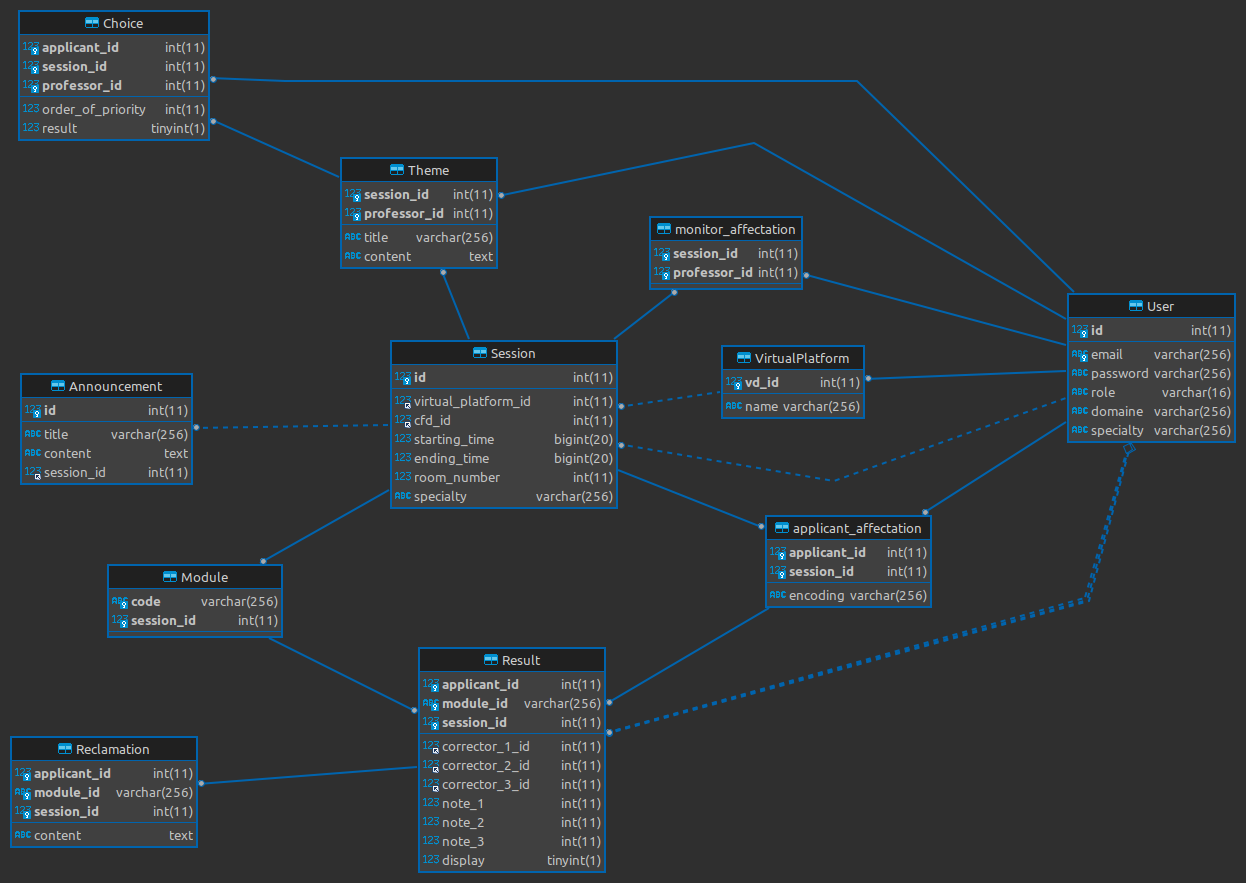 Choice
123 applicant_id int(11)
123 session_id int(11)
123 professor_id int(11)
123 order_of_priority int(11)
123 result tinyint(1)
Theme
123 session_id int(11)
123 professor_id int(11)
ABC title varchar(256)
ABC content text
monitor_affectation
123 session_id int(11)
123 professor_id int(11)
User
123 id int(11)
ABC email varchar(256)
ABC password varchar(256)
ABC role varchar(16)
ABC domaine varchar(256)
ABC specialty varchar(256)
Session
123 id int(11)
123 virtual_platform_id int(11)
123 cfd_id int(11)
123 starting_time bigint(20)
123 ending_time bigint(20)
123 room_number int(11)
ABC specialty varchar(256)
VirtualPlatform
123 vd_id int(11)
ABC name varchar(256)
Announcement
123 id int(11)
ABC title varchar(256)
ABC content text
123 session_id int(11)
applicant_affectation
123 applicant_id int(11)
123 session_id int(11)
ABC encoding varchar(256)
Module
ABC code varchar(256)
123 session_id int(11)
Result
123 applicant_id int(11)
ABC module_id varchar(256)
123 session_id int(11)
123 corrector_1_id int(11)
123 corrector_2_id int(11)
123 corrector_3_id int(11)
123 note_1 int(11)
123 note_2 int(11)
123 note_3 int(11)
123 display tinyint(1)
Reclamation
123 applicant_id int(11)
ABC module_id varchar(256)
123 session_id int(11)
ABC content text